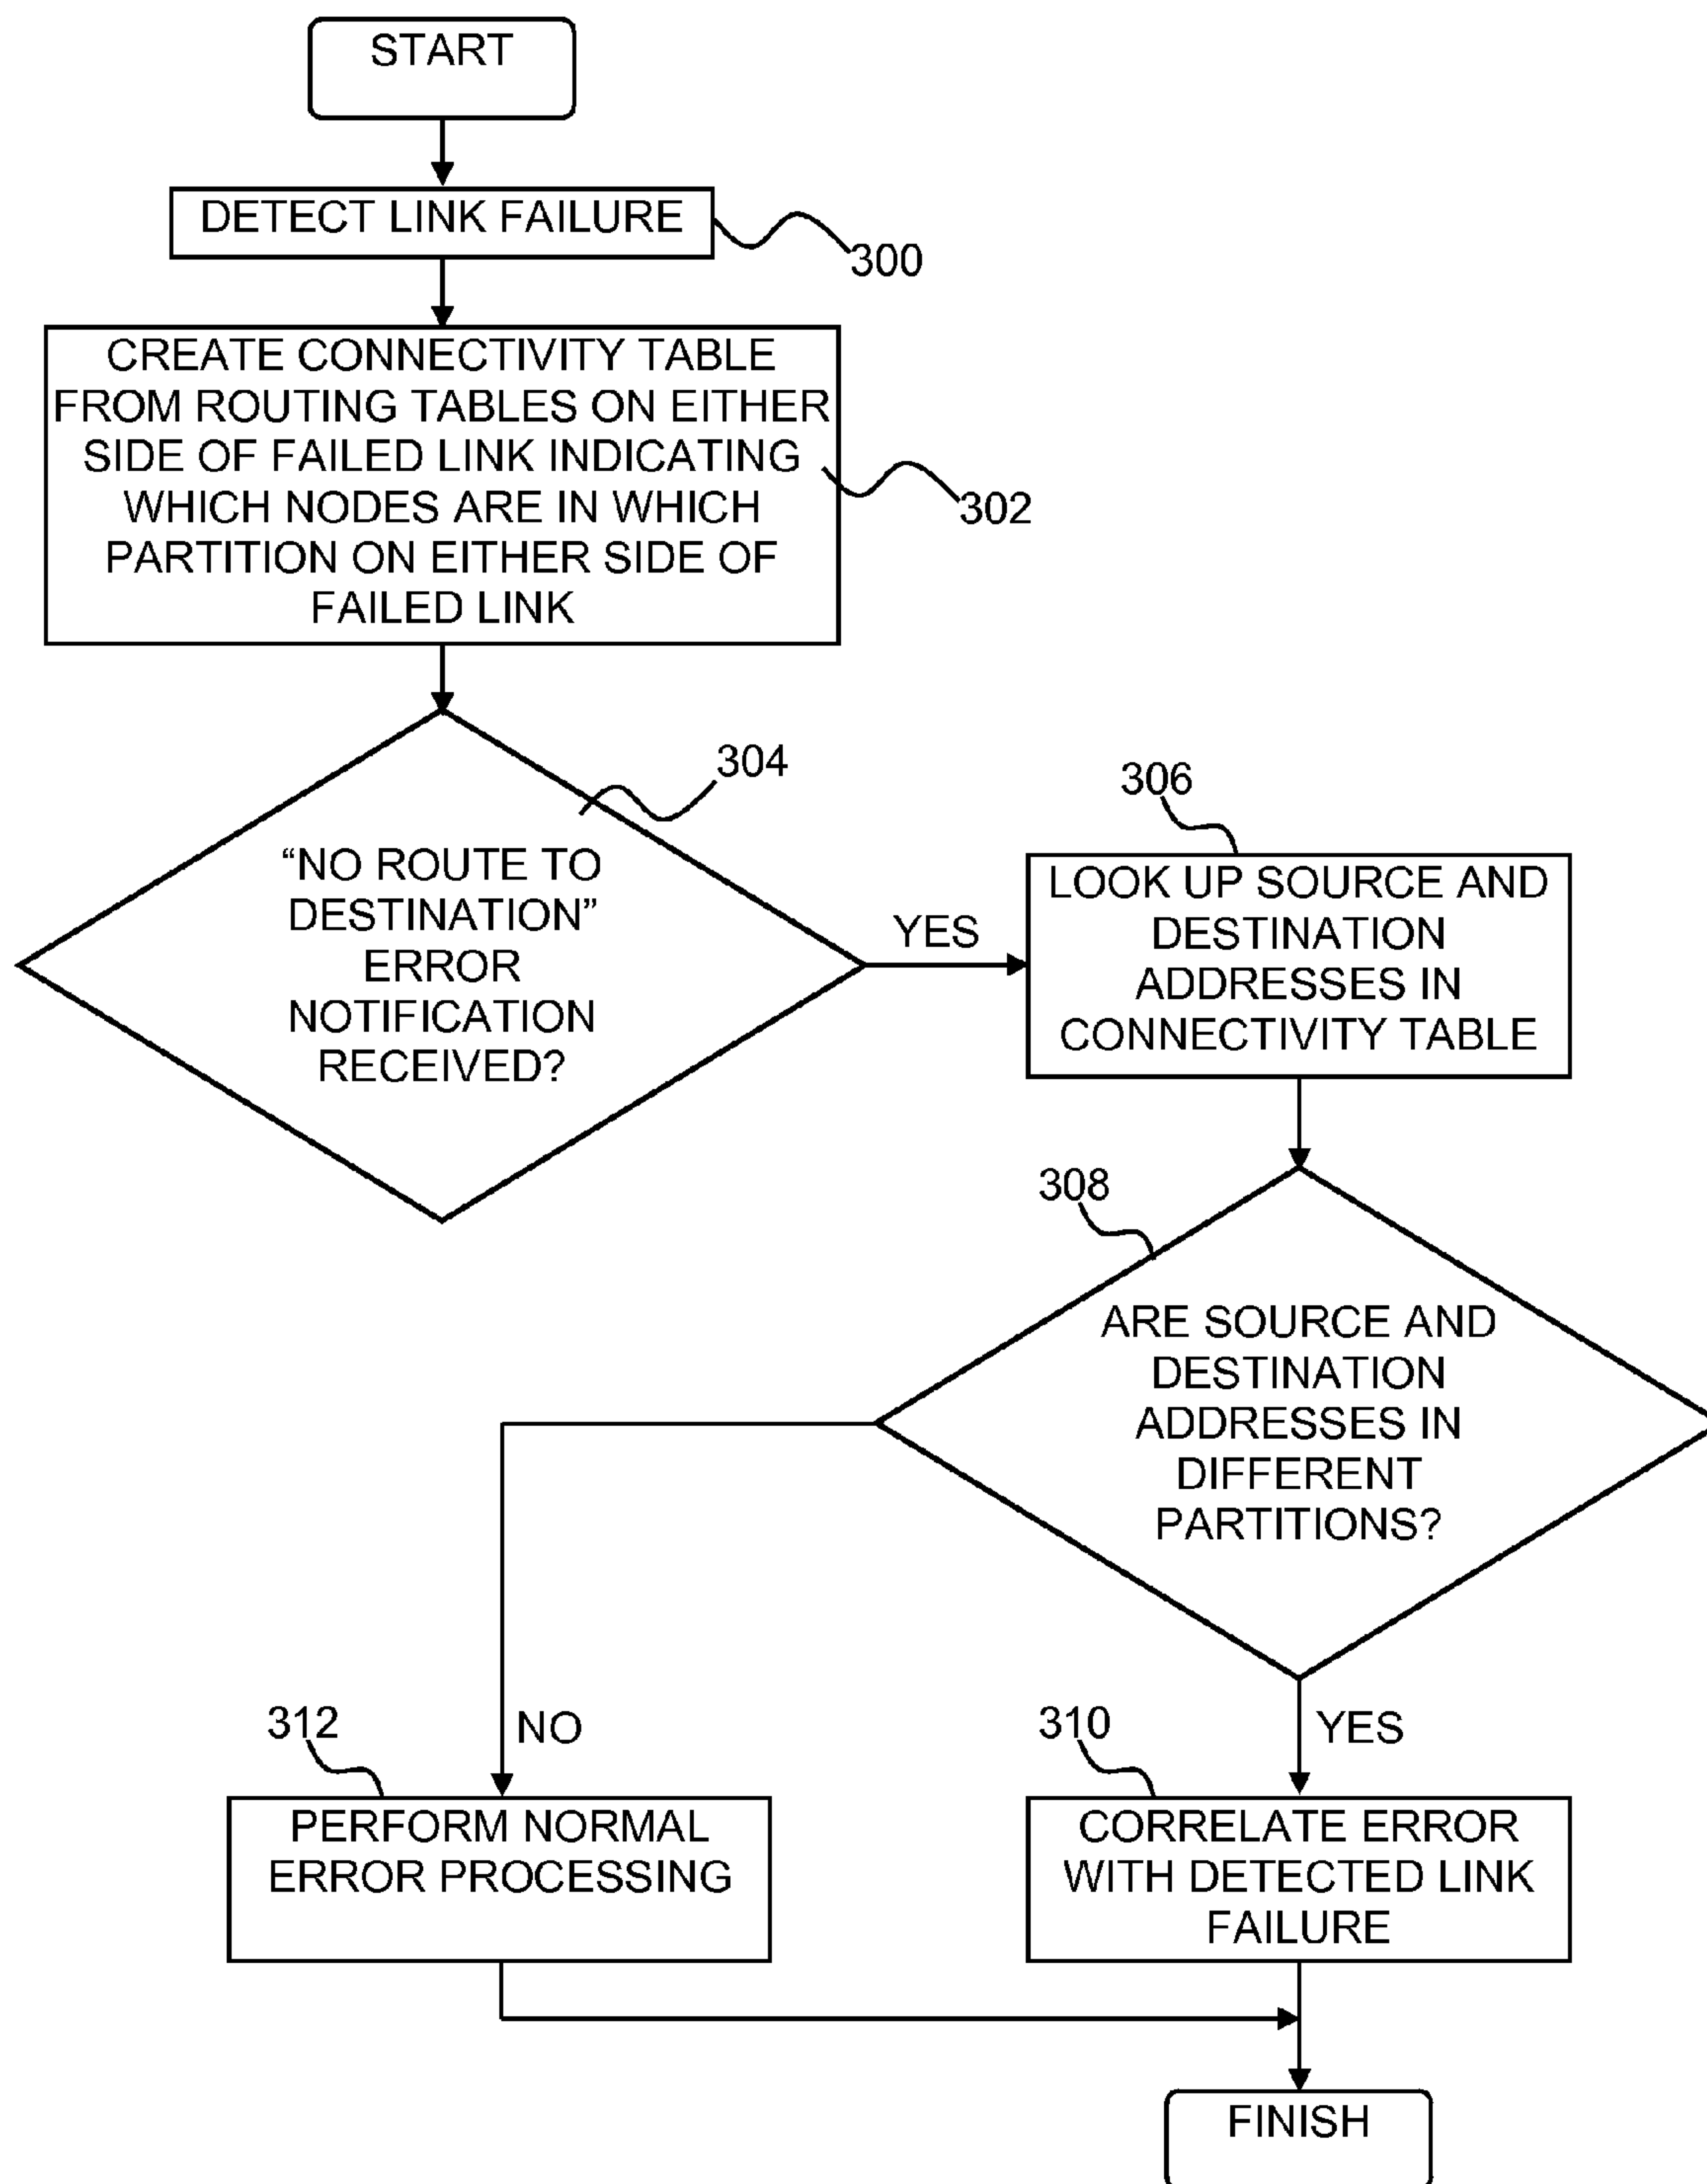 START
DETECT LINK FAILURE
300
CREATE CONNECTIVITY TABLE
FROM ROUTING TABLES ON EITHER
SIDE OF FAILED LINK INDICATING
WHICH NODES ARE IN WHICH
PARTITION ON EITHER SIDE OF
FAILED LINK
302
304
“NO ROUTE TO
DESTINATION”
ERROR
NOTIFICATION
RECEIVED?
YES
306
LOOK UP SOURCE AND
DESTINATION
ADDRESSES IN
CONNECTIVITY TABLE
308
ARE SOURCE AND
DESTINATION
ADDRESSES IN
DIFFERENT
PARTITIONS?
312
NO
310
YES
PERFORM NORMAL
ERROR PROCESSING
CORRELATE ERROR
WITH DETECTED LINK
FAILURE
FINISH